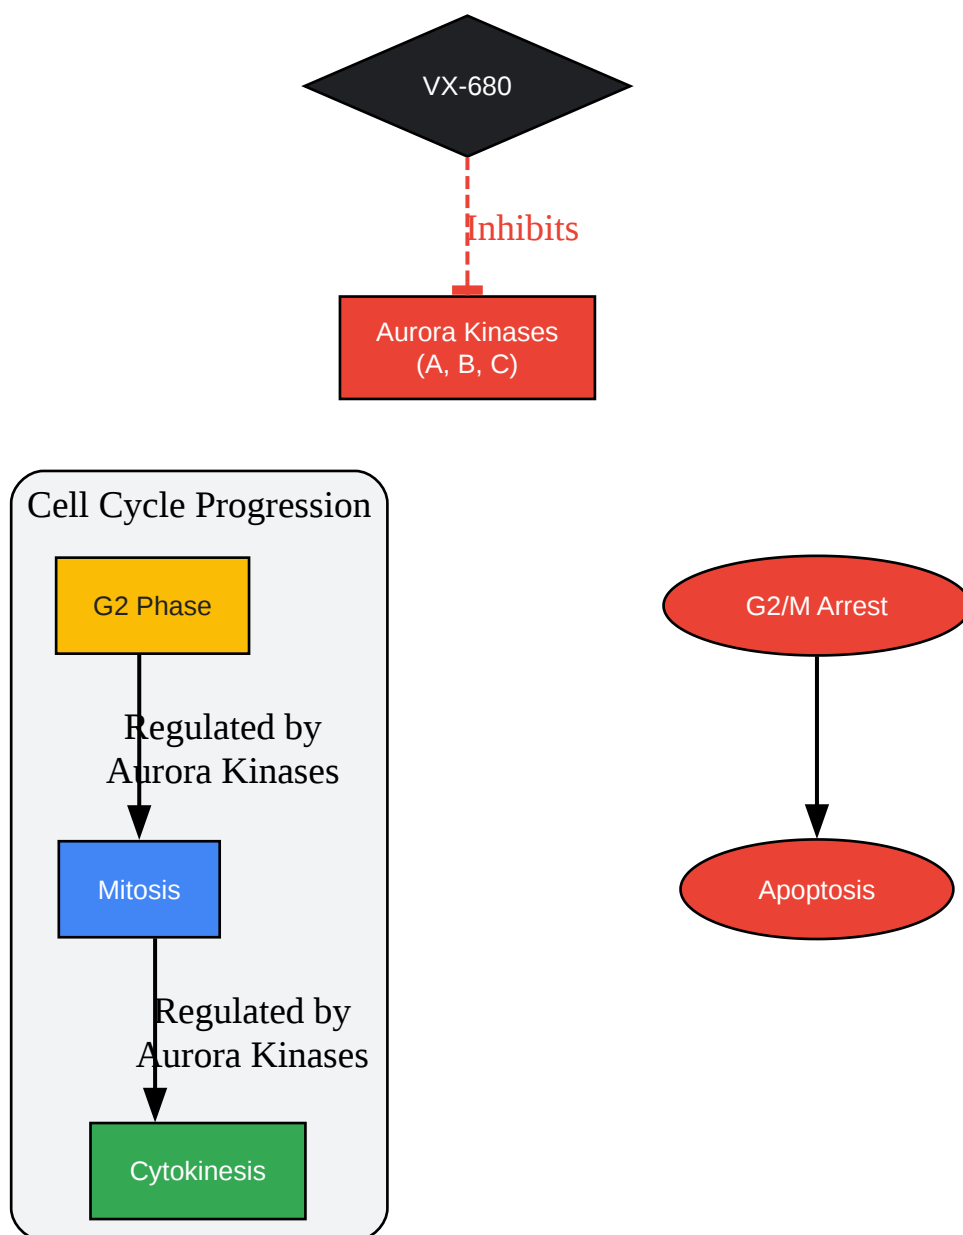 VX-680
Inhibits
Aurora Kinases
(A, B, C)
Cell Cycle Progression
G2 Phase
G2/M Arrest
Regulated by
Aurora Kinases
Mitosis
Apoptosis
Regulated by
Aurora Kinases
Cytokinesis